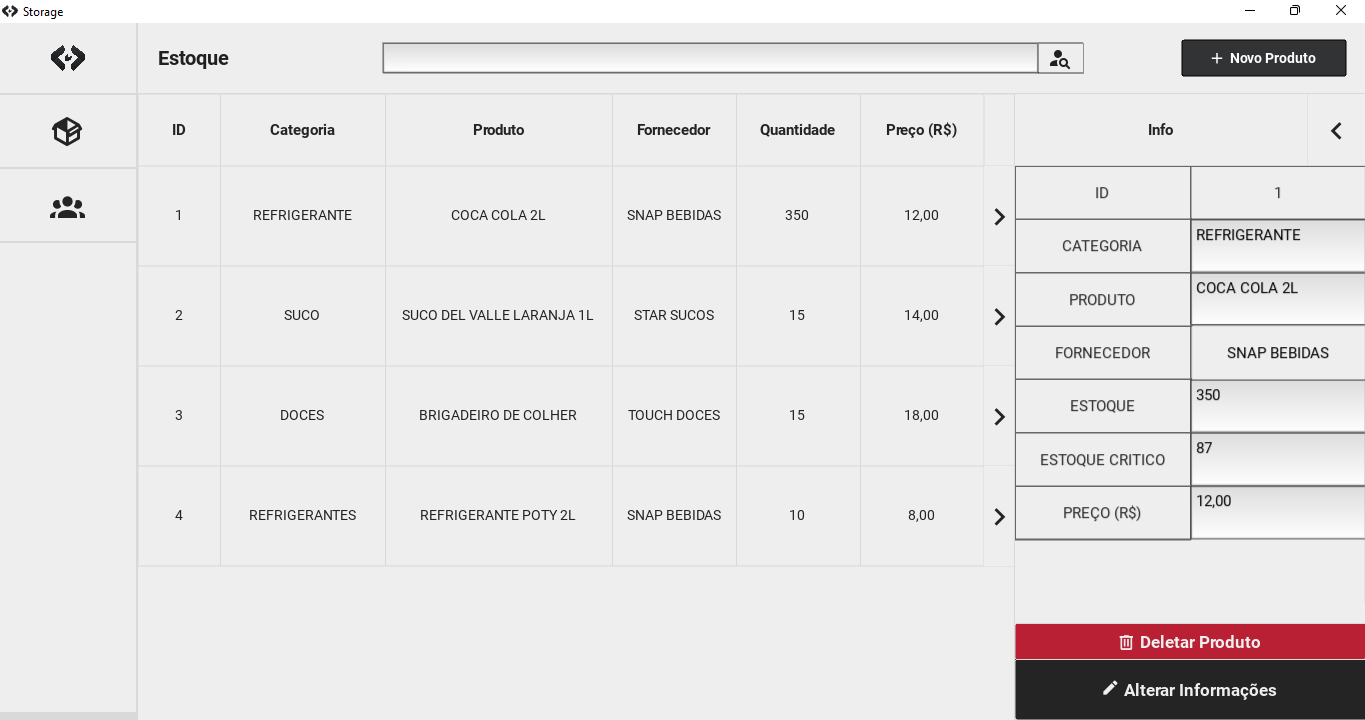 Storage
Estoque
+ Novo Produto
ID Categoria Produto Fornecedor Quantidade Preço (R$)
1 REFRIGERANTE COCA COLA 2L SNAP BEBIDAS 350 12,00
2 SUCO SUCO DEL VALLE LARANJA 1L STAR SUCOS 15 14,00
3 DOCES BRIGADEIRO DE COLHER TOUCH DOCES 15 18,00
4 REFRIGERANTES REFRIGERANTE POTY 2L SNAP BEBIDAS 10 8,00
Info
ID 1
CATEGORIA REFRIGERANTE
PRODUTO COCA COLA 2L
FORNECEDOR SNAP BEBIDAS
ESTOQUE 350
ESTOQUE CRITICO 87
PREÇO (R$) 12,00
Deletar Produto
Alterar Informações